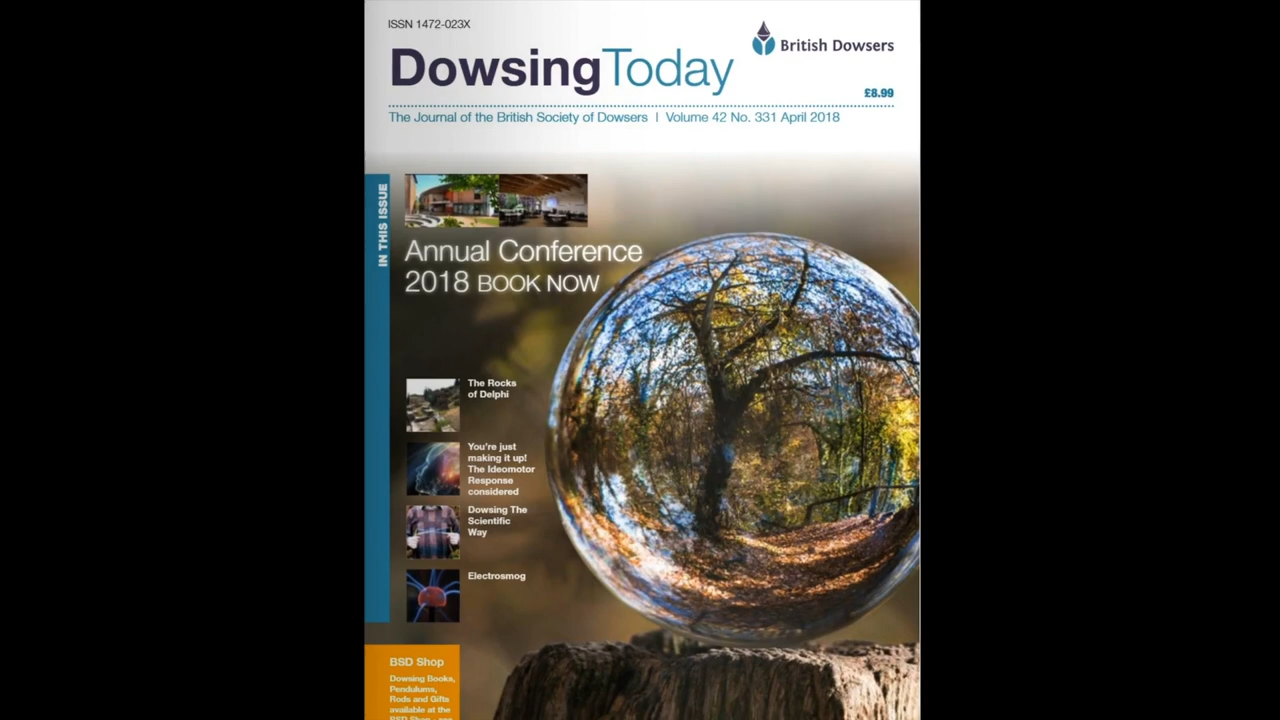 ISSN 1472-023X
British Dowsers
DowsingToday
£8.99
The Journal of the British Society of Dowsers | Volume 42 No. 331 April 2018
IN THIS ISSUE
Annual Conference
2018 BOOK NOW
The Rocks
of Delphi
You're just
making it up!
The Ideomotor
Response
considered
Dowsing The
Scientific
Way
Electrosmog
BSD Shop
Dowsing Books,
Pendulums,
Rods and Gifts
available at the
BSD Shop - see